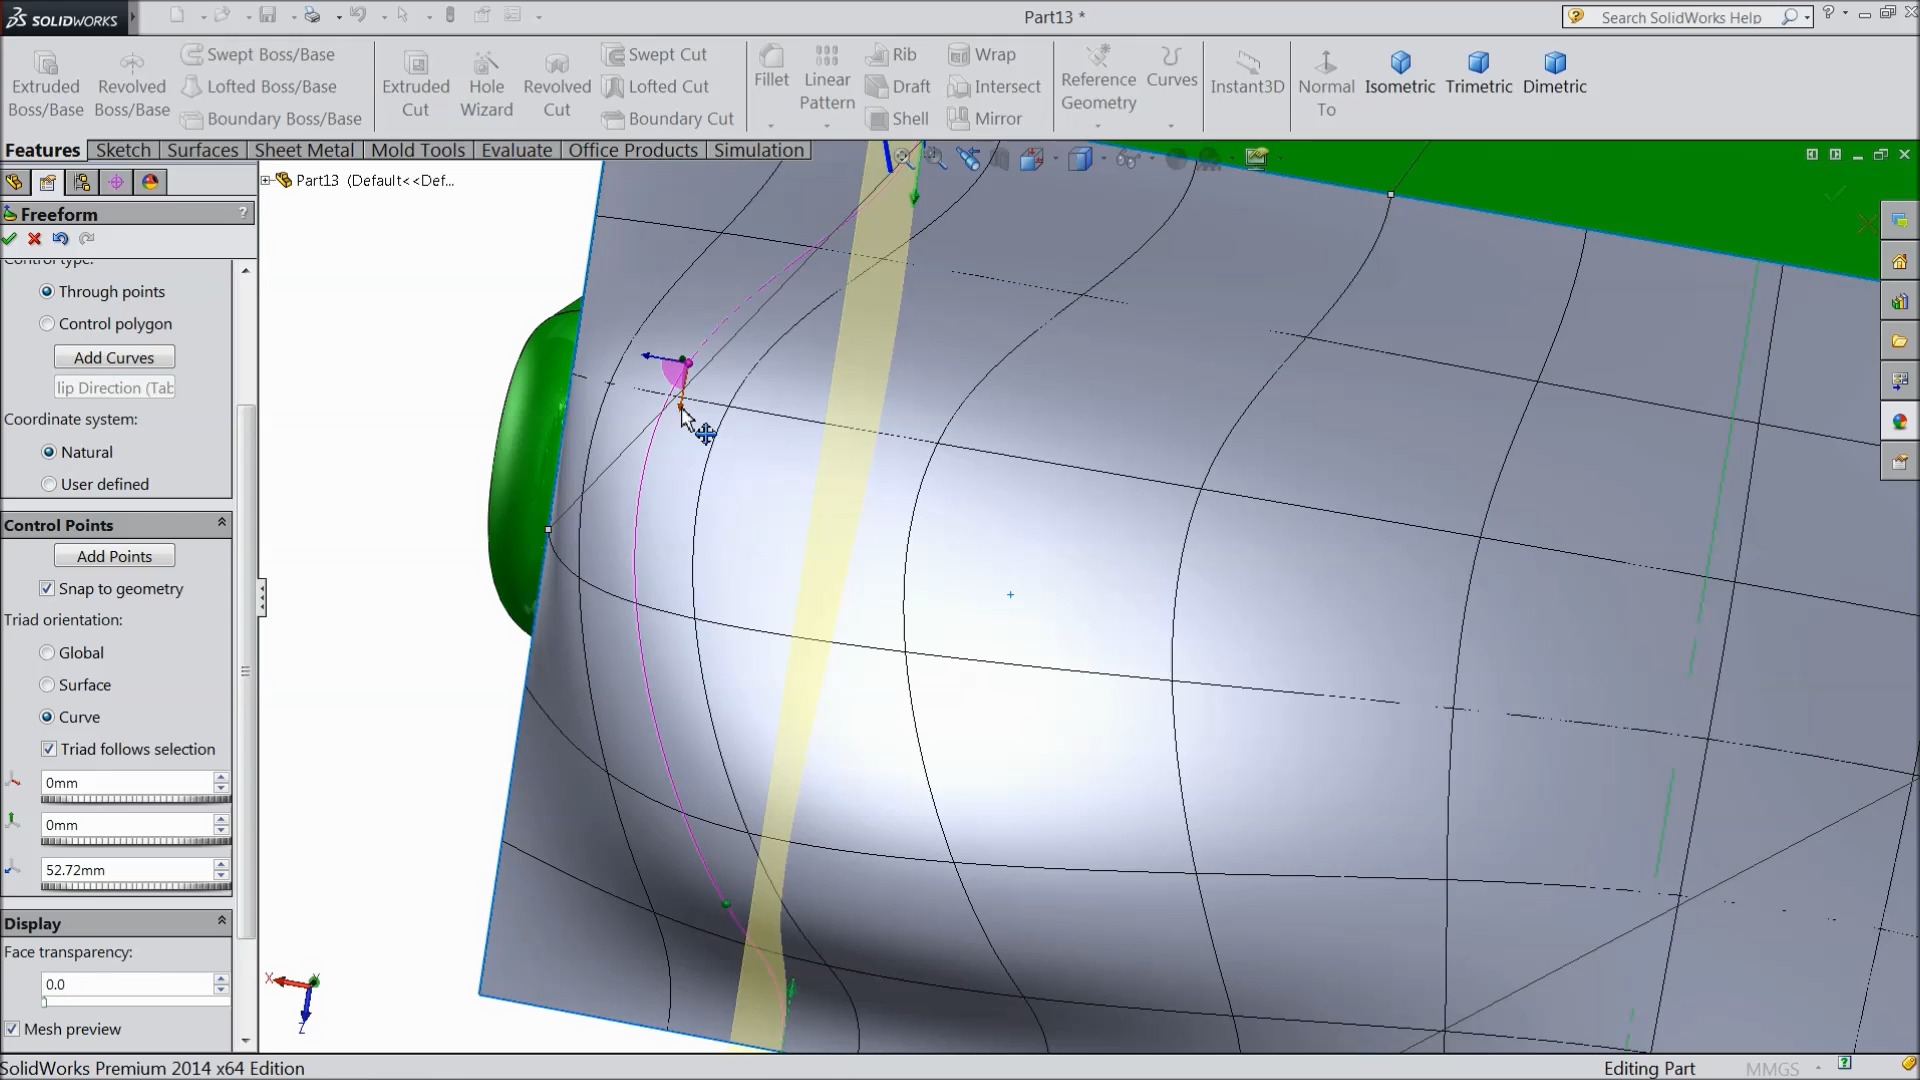 SOLIDWORKS
Part13 *
Search SolidWorks Help
Extruded Boss/Base
Revolved Boss/Base
Swept Boss/Base
Lofted Boss/Base
Boundary Boss/Base
Extruded Cut
Hole Wizard
Revolved Cut
Swept Cut
Lofted Cut
Boundary Cut
Fillet
Linear Pattern
Rib
Draft
Shell
Wrap
Intersect
Mirror
Reference Geometry
Curves
Instant3D
Normal To
Isometric
Trimetric
Dimetric
Features
Sketch
Surfaces
Sheet Metal
Mold Tools
Evaluate
Office Products
Simulation
Part13 (Default<<Def...
Freeform
?
Control type:
Through points
Control polygon
Add Curves
lip Direction (Tab
Coordinate system:
Natural
User defined
Control Points
Add Points
Snap to geometry
Triad orientation:
Global
Surface
Curve
Triad follows selection
0mm
0mm
52.72mm
Display
Face transparency:
0.0
Mesh preview
X
Y
Z
SolidWorks Premium 2014 x64 Edition
Editing Part
MMGS